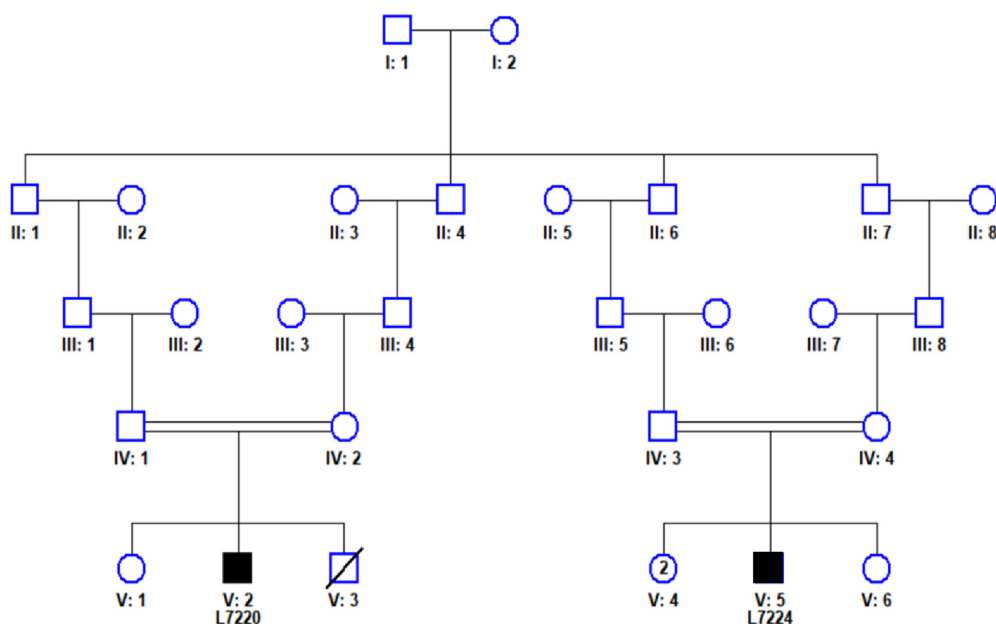 I: 1 I: 2
II: 1 II: 2 II: 3 II: 4 II: 5 II: 6 II: 7 II: 8
III: 1 III: 2 III: 3 III: 4 III: 5 III: 6 III: 7 III: 8
IV: 1 IV: 2 IV: 3 IV: 4
2
V: 1 V: 2 V: 3 V: 4 V: 5 V: 6
L7220 L7224